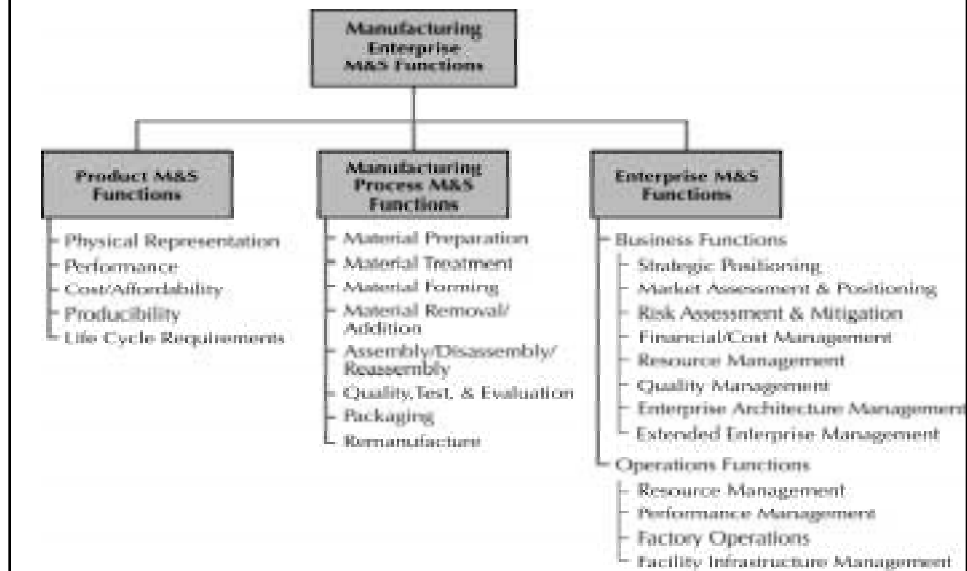 Manufacturing
Enterprise
M&S Functions
Product M&S
Functions
Physical Representation
Performance
Cost/Affordability
Producibility
Life Cycle Requirements
Manufacturing
Process M&S
Functions
Material Preparation
Material Treatment
Material Forming
Material Removal/
Addition
Assembly/Disassembly/
Reassembly
Quality,Test, & Evaluation
Packaging
Remanufacture
Enterprise M&S
Functions
Business Functions
Strategic Positioning
Market Assessment & Positioning
Risk Assessment & Mitigation
Financial/Cost Management
Resource Management
Quality Management
Enterprise Architecture Management
Extended Enterprise Management
Operations Functions
Resource Management
Performance Management
Factory Operations
Facility Infrastructure Management